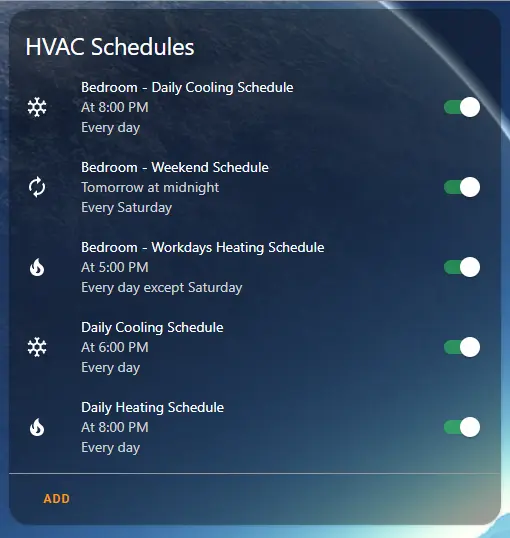 HVAC Schedules
Bedroom - Daily Cooling Schedule
At 8:00 PM
Every day
Bedroom - Weekend Schedule
Tomorrow at midnight
Every Saturday
Bedroom - Workdays Heating Schedule
At 5:00 PM
Every day except Saturday
Daily Cooling Schedule
At 6:00 PM
Every day
Daily Heating Schedule
At 8:00 PM
Every day
ADD